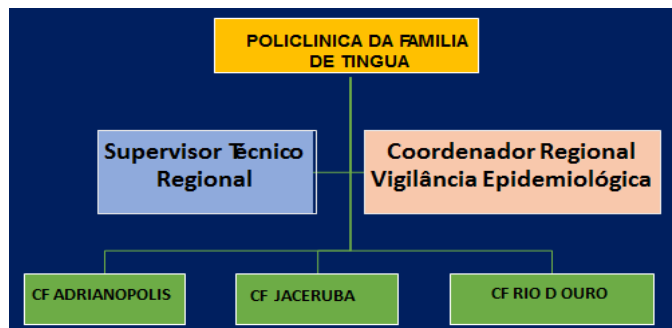 POLICLINICA DA FAMILIA
DE TINGUA
Supervisor Técnico
Regional
Coordenador Regional
Vigilância Epidemiológica
CF ADRIANOPOLIS
CF JACERUBA
CF RIO D OURO